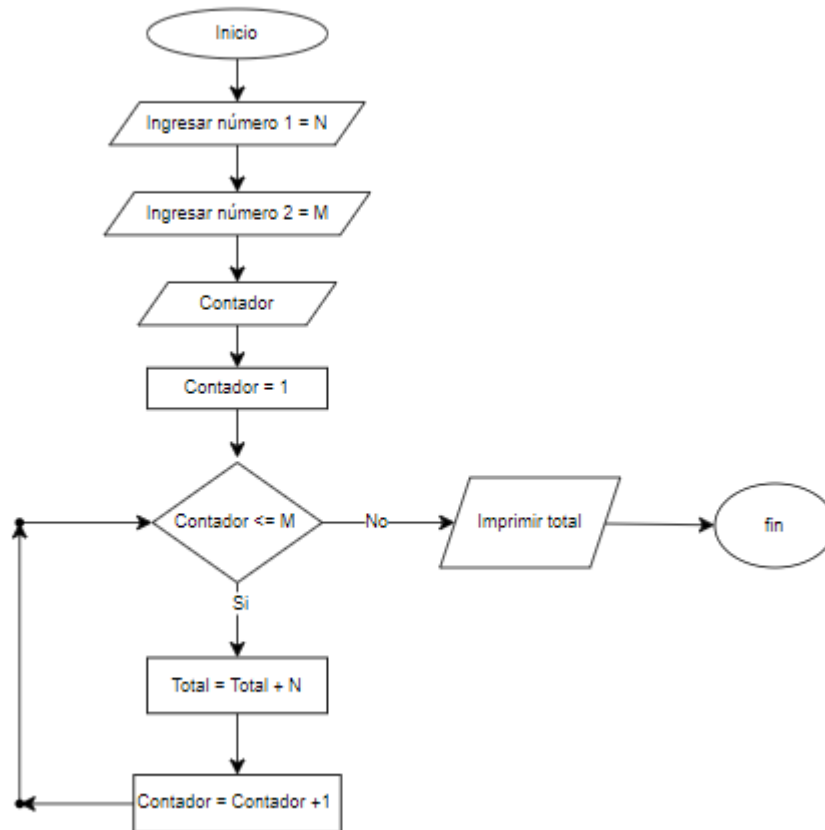 Inicio
Ingresar número 1 = N
Ingresar número 2 = M
Contador
Contador = 1
Contador <= M
No
Imprimir total
fin
Si
Total = Total + N
Contador = Contador +1